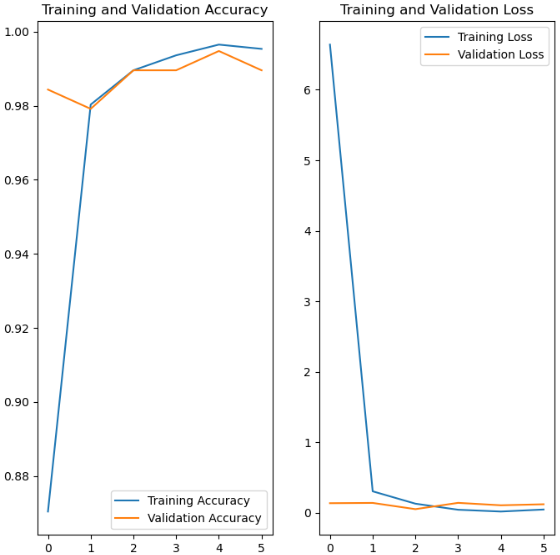 Training and Validation Accuracy
1.00
0.98
0.96
0.94
0.92
0.90
0.88
Training Accuracy
Validation Accuracy
0 1 2 3 4 5
Training and Validation Loss
Training Loss
Validation Loss
6
5
4
3
2
1
0
0 1 2 3 4 5